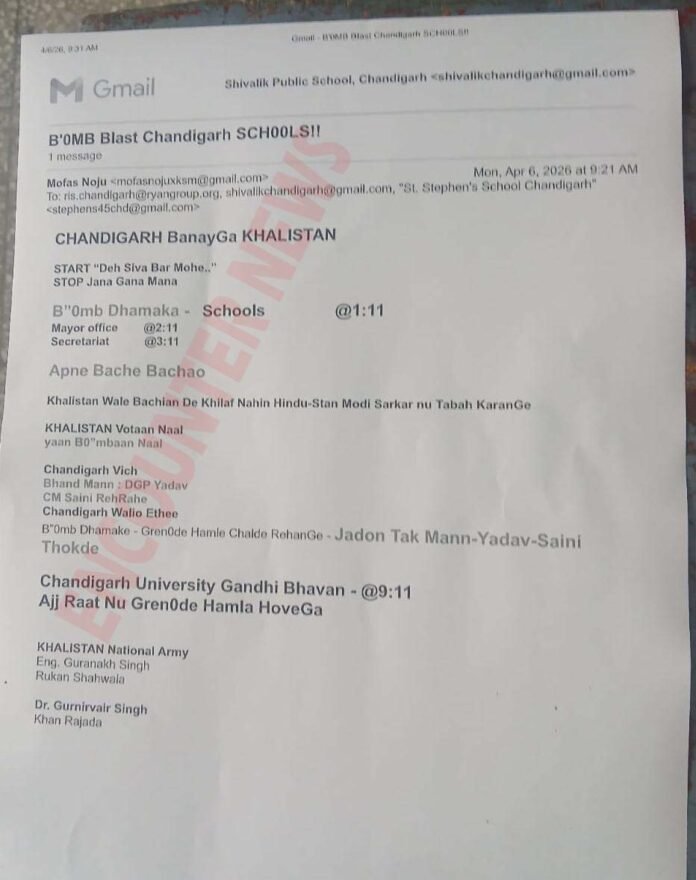 4/6/26, 9:31 AM
Gmail - B'0MB Blast Chandigarh SCH00LS!!
Gmail
Shivalik Public School, Chandigarh <shivalikchandigarh@gmail.com>
B'0MB Blast Chandigarh SCH00LS!!
1 message
Mofas Noju <mofasnojuxksm@gmail.com>
Mon, Apr 6, 2026 at 9:21 AM
To: ris.chandigarh@ryangroup.org, shivalikchandigarh@gmail.com, "St. Stephen's School Chandigarh"
<stephens45chd@gmail.com>
CHANDIGARH BanayGa KHALISTAN
START "Deh Siva Bar Mohe.."
STOP Jana Gana Mana
B"0mb Dhamaka - Schools @1:11
Mayor office @2:11
Secretariat @3:11
Apne Bache Bachao
Khalistan Wale Bachian De Khilaf Nahin Hindu-Stan Modi Sarkar nu Tabah KaranGe
KHALISTAN Votaan Naal
yaan B0"mbaan Naal
Chandigarh Vich
Bhand Mann : DGP Yadav
CM Saini RehRahe
Chandigarh Walio Ethee
B"0mb Dhamake - Gren0de Hamle Chalde RehanGe - Jadon Tak Mann-Yadav-Saini
Thokde
Chandigarh University Gandhi Bhavan - @9:11
Ajj Raat Nu Gren0de Hamla HoveGa
KHALISTAN National Army
Eng. Guranakh Singh
Rukan Shahwala
Dr. Gurnirvair Singh
Khan Rajada
ENCOUNTER NEWS